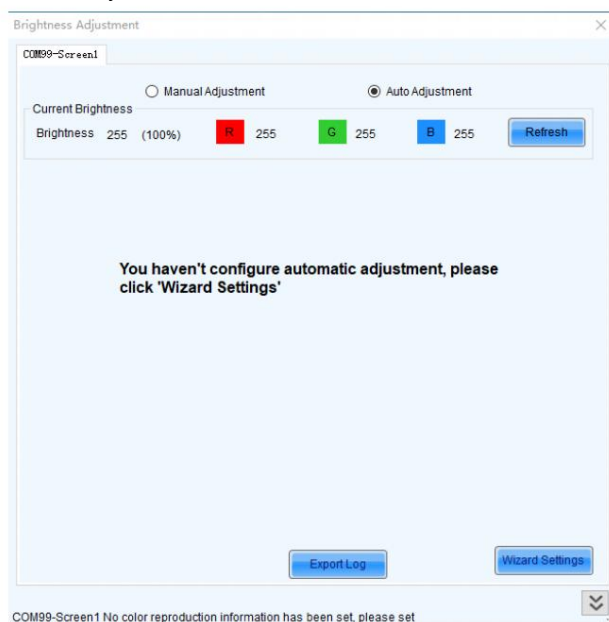 Brightness Adjustment
COM99-Screen1
Manual Adjustment Auto Adjustment
Current Brightness
Brightness 255 (100%) R 255 G 255 B 255 Refresh
You haven't configure automatic adjustment, please
click 'Wizard Settings'
Export Log Wizard Settings
COM99-Screen1 No color reproduction information has been set, please set